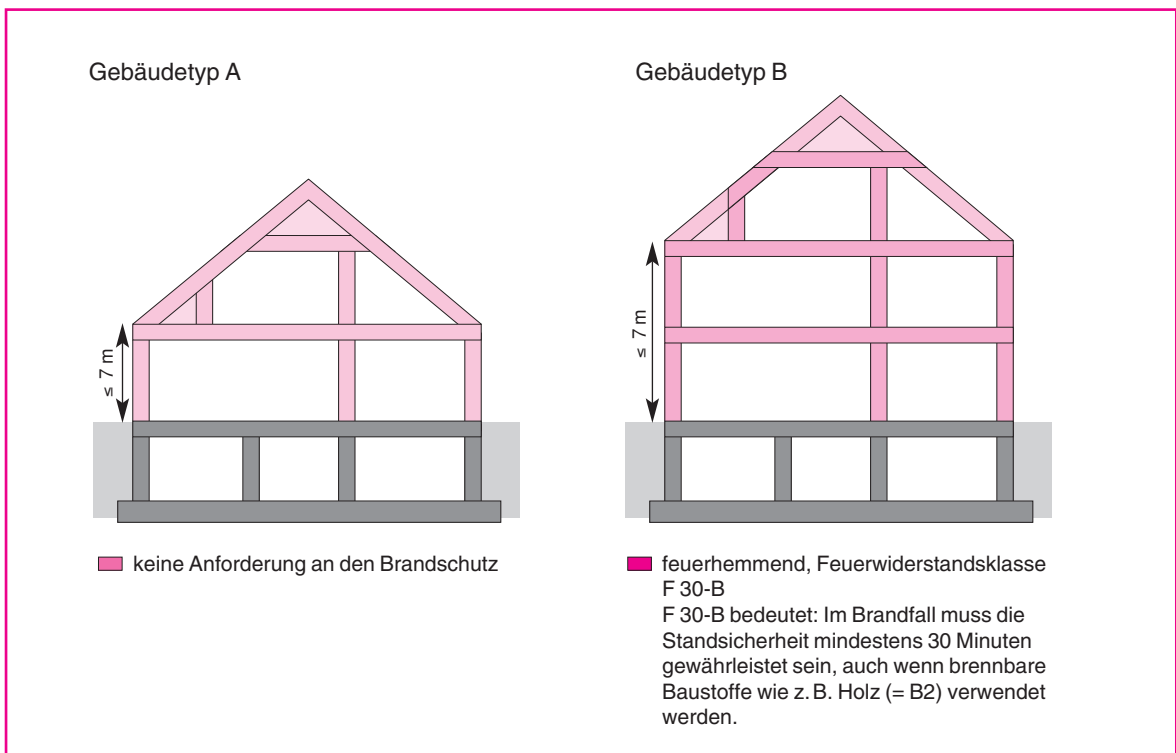 Gebäudetyp A
≤ 7 m
keine Anforderung an den Brandschutz
Gebäudetyp B
≤ 7 m
feuerhemmend, Feuerwiderstandsklasse
F 30-B
F 30-B bedeutet: Im Brandfall muss die
Standsicherheit mindestens 30 Minuten
gewährleistet sein, auch wenn brennbare
Baustoffe wie z. B. Holz (= B2) verwendet
werden.